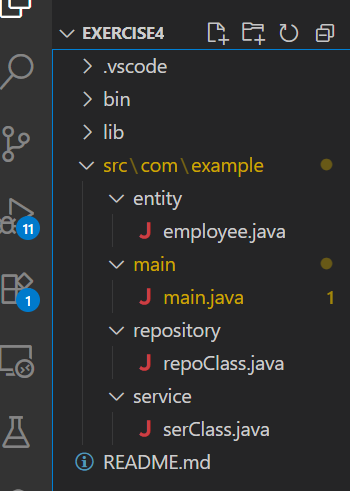 EXERCISE4
.vscode
bin
lib
src\com\example
entity
J employee.java
main
J main.java 1
repository
J repoClass.java
service
J serClass.java
README.md
11
1